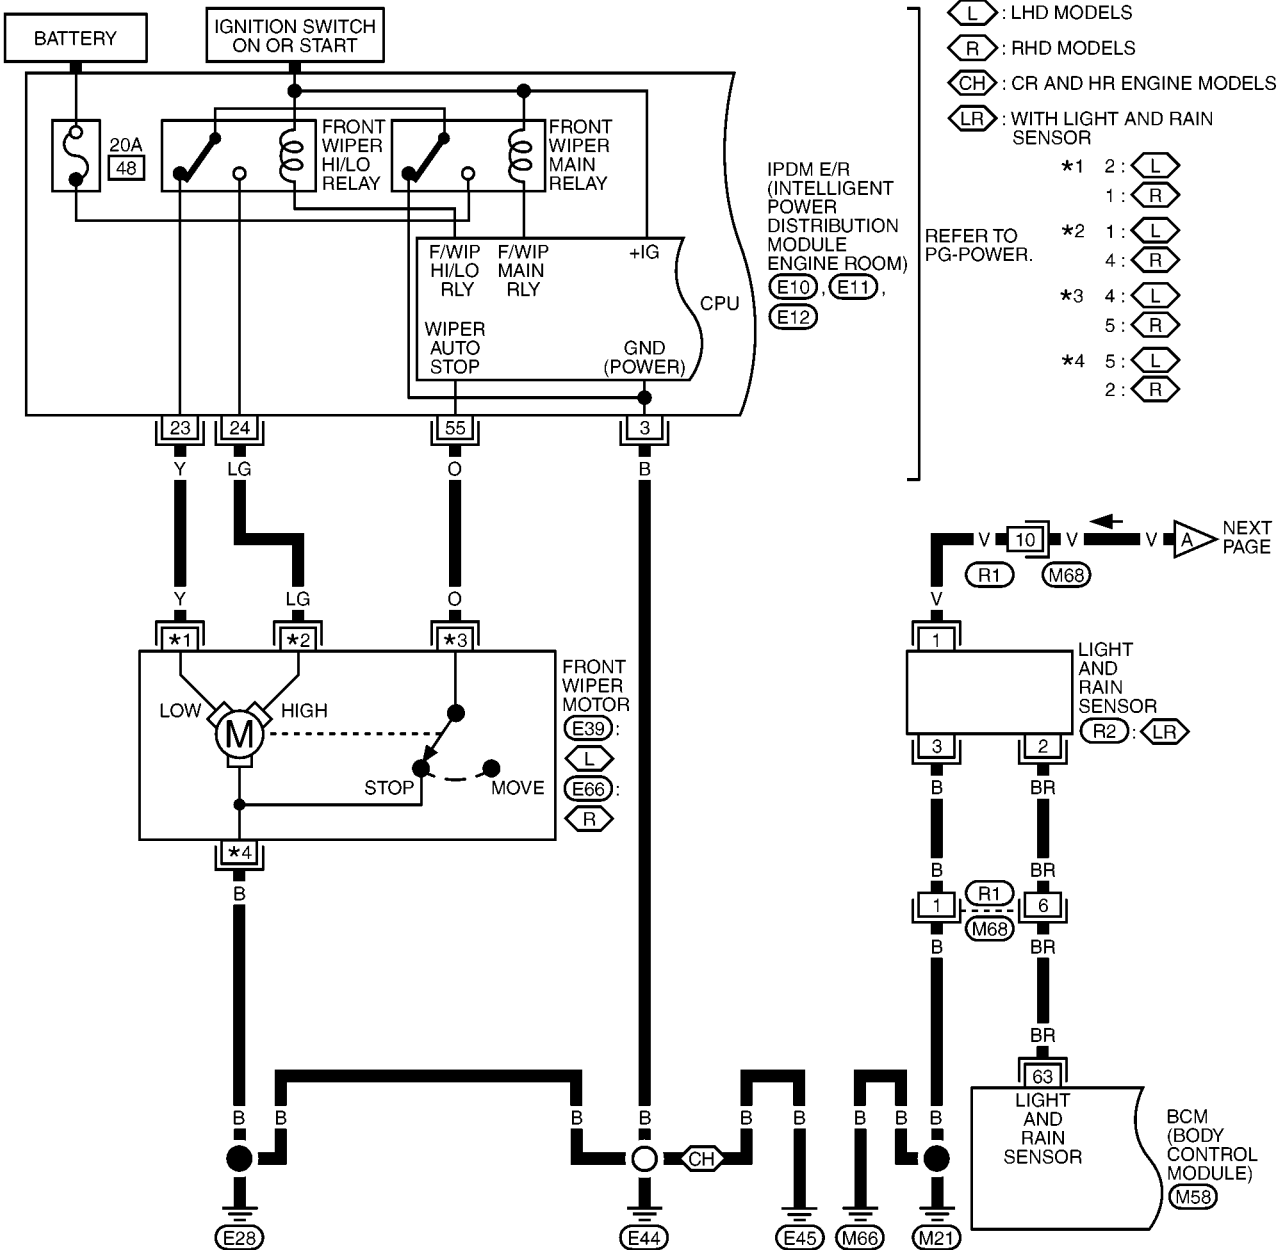 BATTERY
IGNITION SWITCH
ON OR START
L : LHD MODELS
R : RHD MODELS
CH : CR AND HR ENGINE MODELS
LR : WITH LIGHT AND RAIN
SENSOR
*1 2 : L
1 : R
*2 1 : L
4 : R
*3 4 : L
5 : R
*4 5 : L
2 : R
REFER TO
PG-POWER.
20A
48
FRONT
WIPER
HI/LO
RELAY
FRONT
WIPER
MAIN
RELAY
IPDM E/R
(INTELLIGENT
POWER
DISTRIBUTION
MODULE
ENGINE ROOM)
E10 , E11 ,
E12
F/WIP
HI/LO
RLY
F/WIP
MAIN
RLY
+IG
CPU
WIPER
AUTO
STOP
GND
(POWER)
23 24 55 3
Y LG O B
Y LG O
*1 *2 *3
LOW HIGH
M
STOP MOVE
FRONT
WIPER
MOTOR
E39 :
L
E66 :
R
*4
B
V 10 V V A NEXT
PAGE
R1 M68
V
1
LIGHT
AND
RAIN
SENSOR
R2 : LR
3 2
B BR
B BR
1 R1 6
M68
B BR
BR
63
LIGHT
AND
RAIN
SENSOR
BCM
(BODY
CONTROL
MODULE)
M58
B B B B B B B B B
CH
E28 E44 E45 M66 M21